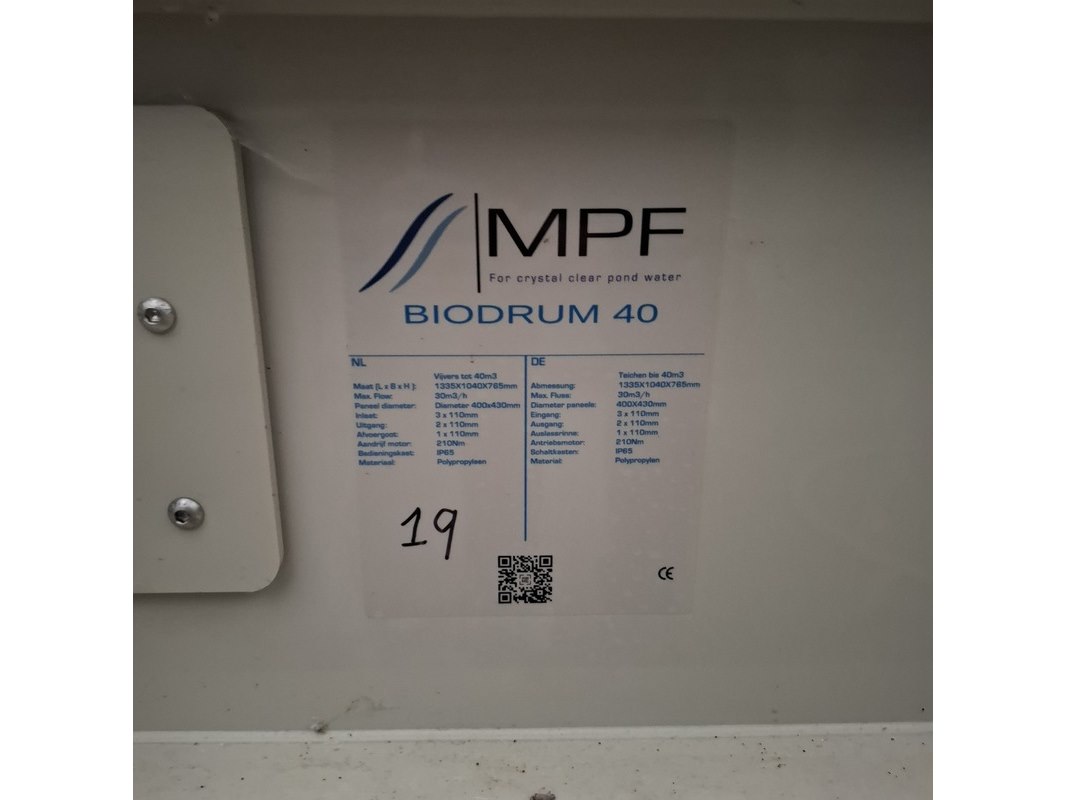 MPF
For crystal clear pond water
BIODRUM 40
NL
Vijvers tot 40m3
Maat (L x B x H ): 1335X1040X765mm
Max. Flow: 30m3/h
Paneel diameter: Diameter 400x430mm
Inlaat: 3 x 110mm
Uitgang: 2 x 110mm
Afvoergoot: 1 x 110mm
Aandrijf motor: 210Nm
Bedieningskast: IP65
Materiaal: Polypropyleen
DE
Teichen bis 40m3
Abmessung: 1335X1040X765mm
Max. Fluss: 30m3/h
Diameter paneele: 400X430mm
Eingang: 3 x 110mm
Ausgang: 2 x 110mm
Auslassrinne: 1 x 110mm
Antriebsmotor: 210Nm
Schaltkasten: IP65
Material: Polypropylen
19
CE